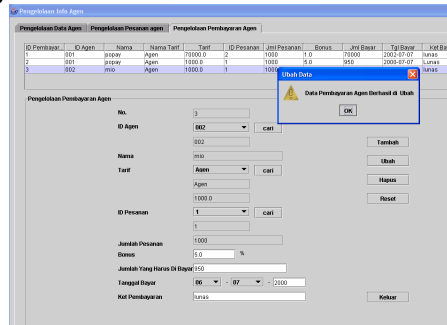 Pengelolaan Info Agen
Pengelolaan Data Agen Pengelolaan Pesanan agen Pengelolaan Pembayaran Agen
ID Pembayar... ID Agen Nama Nama Tarif Tarif ID Pesanan Jml Pesanan Bonus Jml Bayar Tgl Bayar Ket Ba
1 001 popay Agen 70000.0 2 1000 1.0 70000 2002-07-07 lunas
2 001 popay Agen 1000.0 1 1000 5.0 950 2000-07-07 Lunas
3 002 mio Agen 1000.0 1 lunas
Ubah Data
Data Pembayaran Agen Berhasil di Ubah
OK
Pengelolaan Pembayaran Agen
No. 3
ID Agen 002 cari
002 Tambah
Nama mio Ubah
Tarif Agen cari
Agen Hapus
1000.0 Reset
ID Pesanan 1 cari
1
Jumlah Pesanan 1000
Bonus 5.0 %
Jumlah Yang Harus Di Bayar 950
Tanggal Bayar 06 - 07 - 2000
Ket Pembayaran lunas Keluar